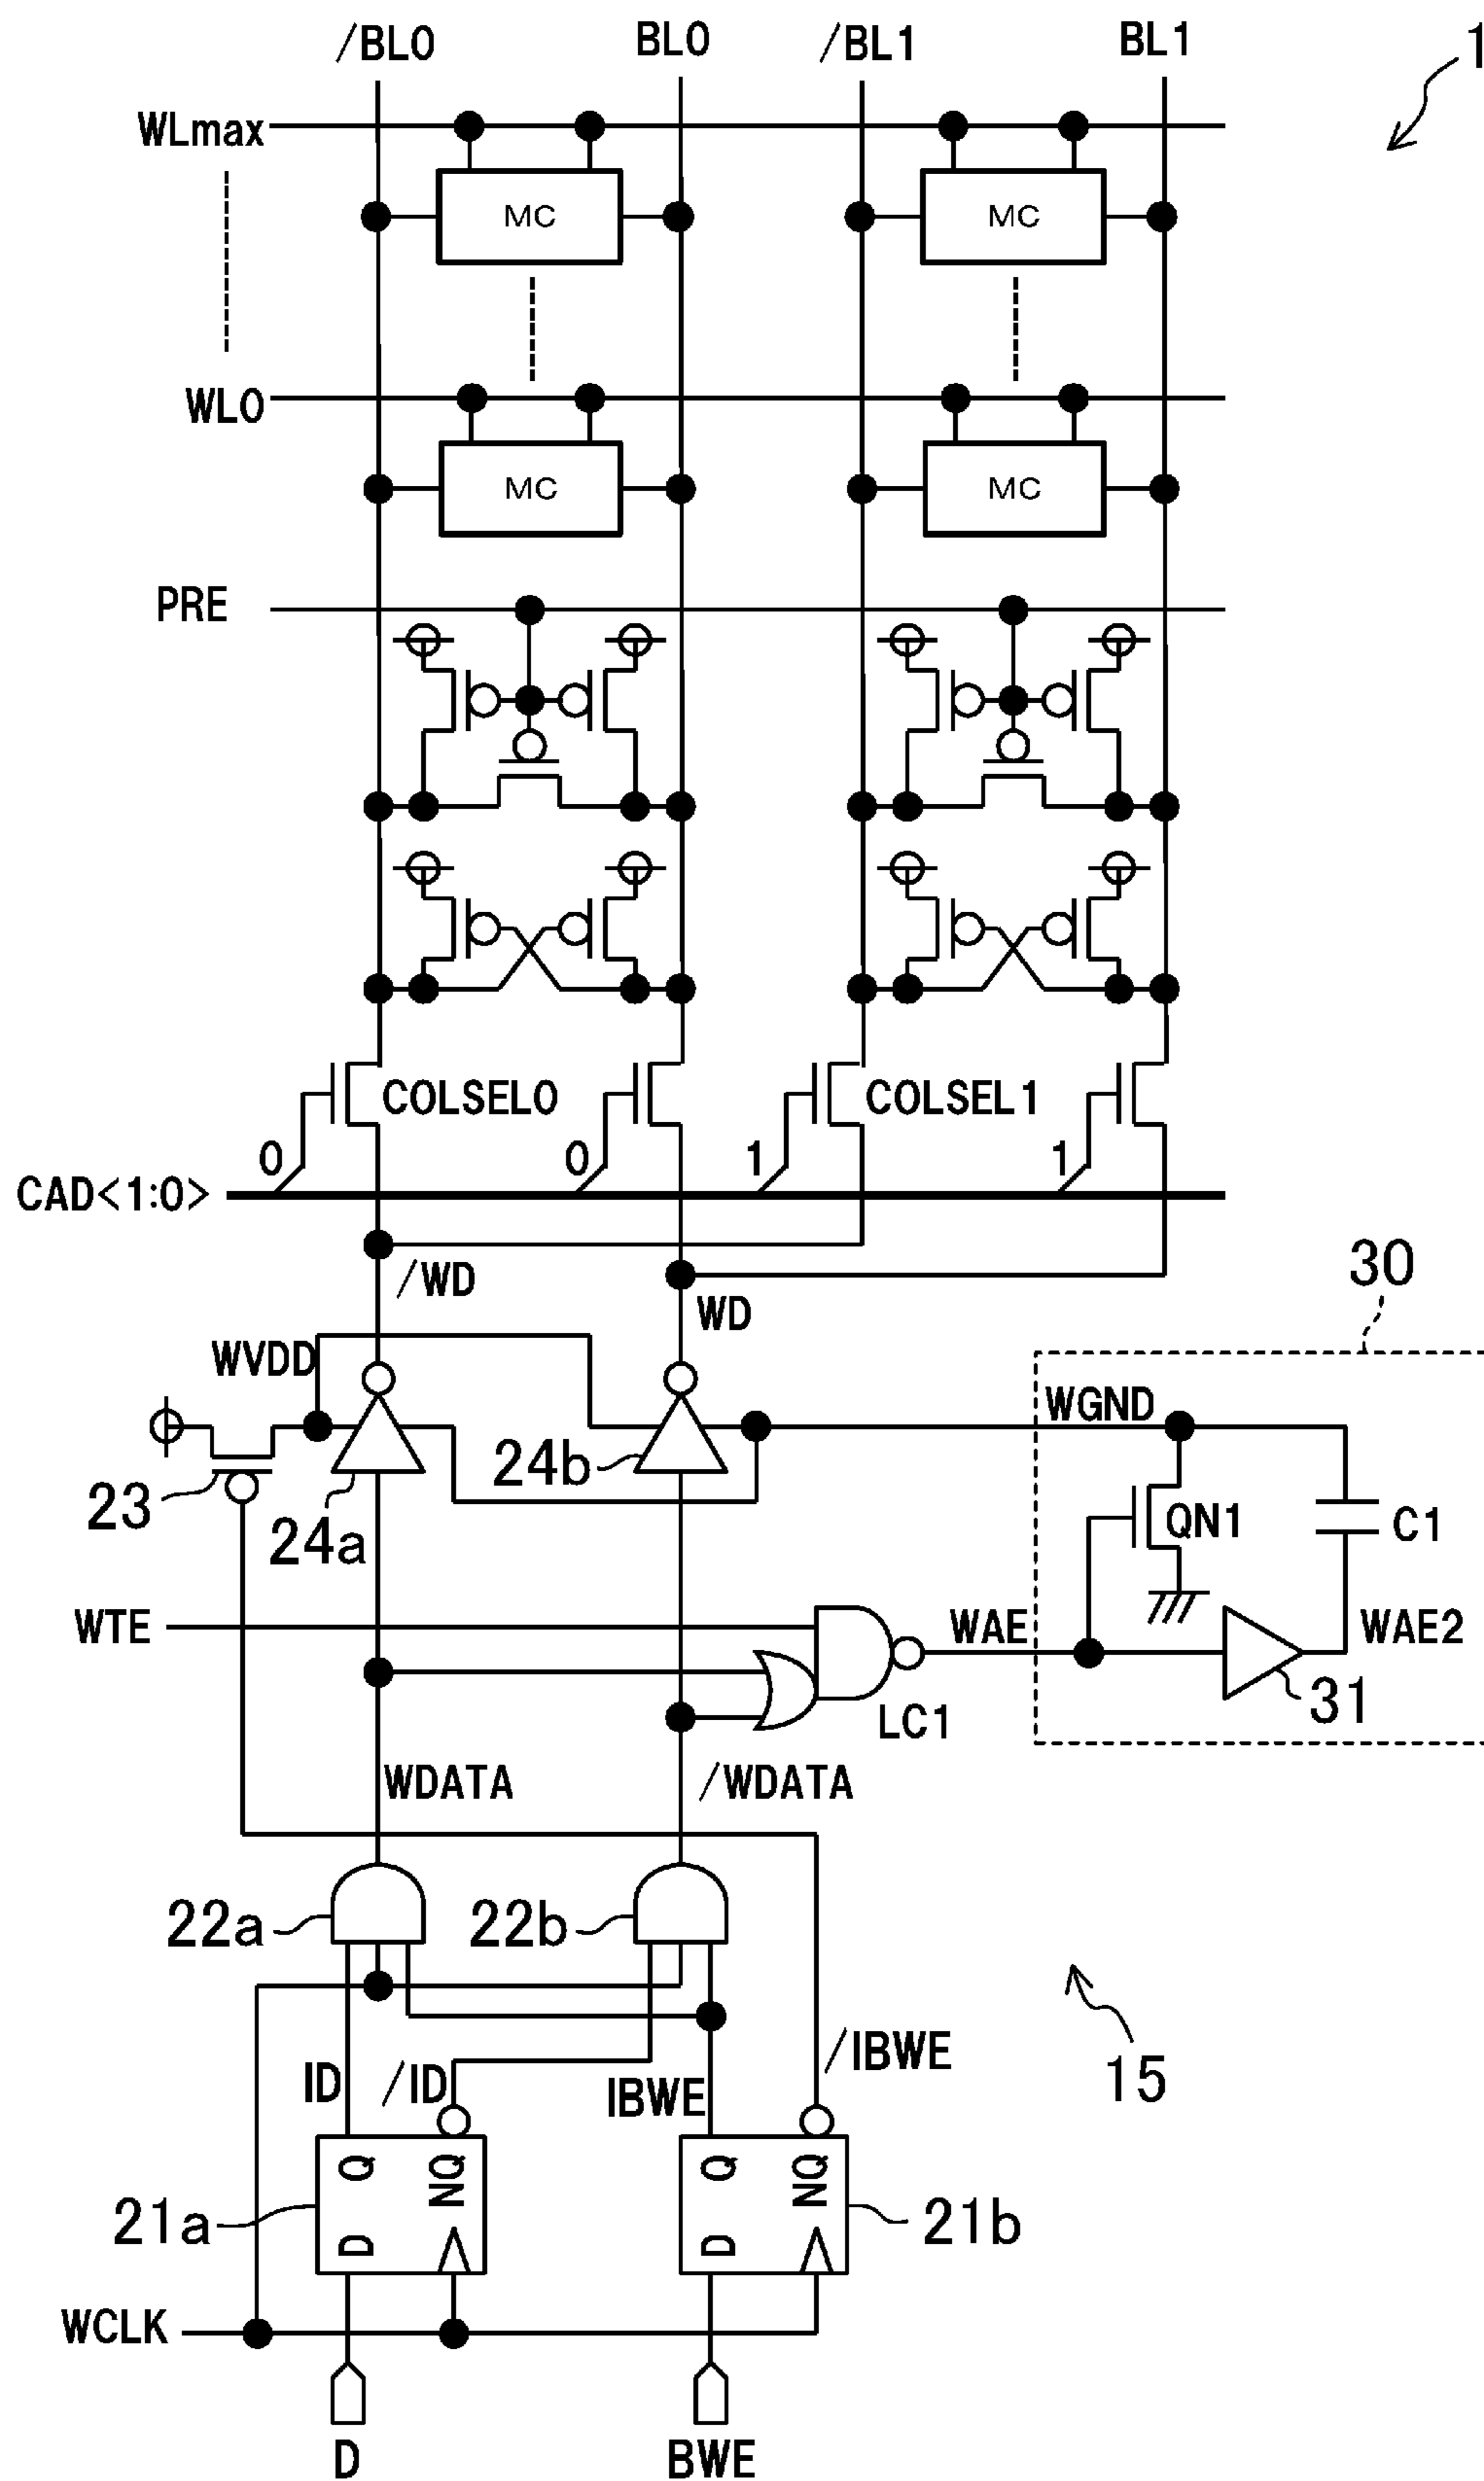 /BL0 BL0 /BL1 BL1
1
WLmax
MC MC
WL0
MC MC
PRE
COLSEL0 COLSEL1
0 0 1 1
CAD<1:0>
/WD
WD
30
WVDD
WGND
24b
23
24a
QN1 C1
WTE WAE WAE2
31
LC1
WDATA /WDATA
22a 22b
/IBWE
ID /ID IBWE
15
Q NQ Q NQ
21a D D 21b
WCLK
D BWE